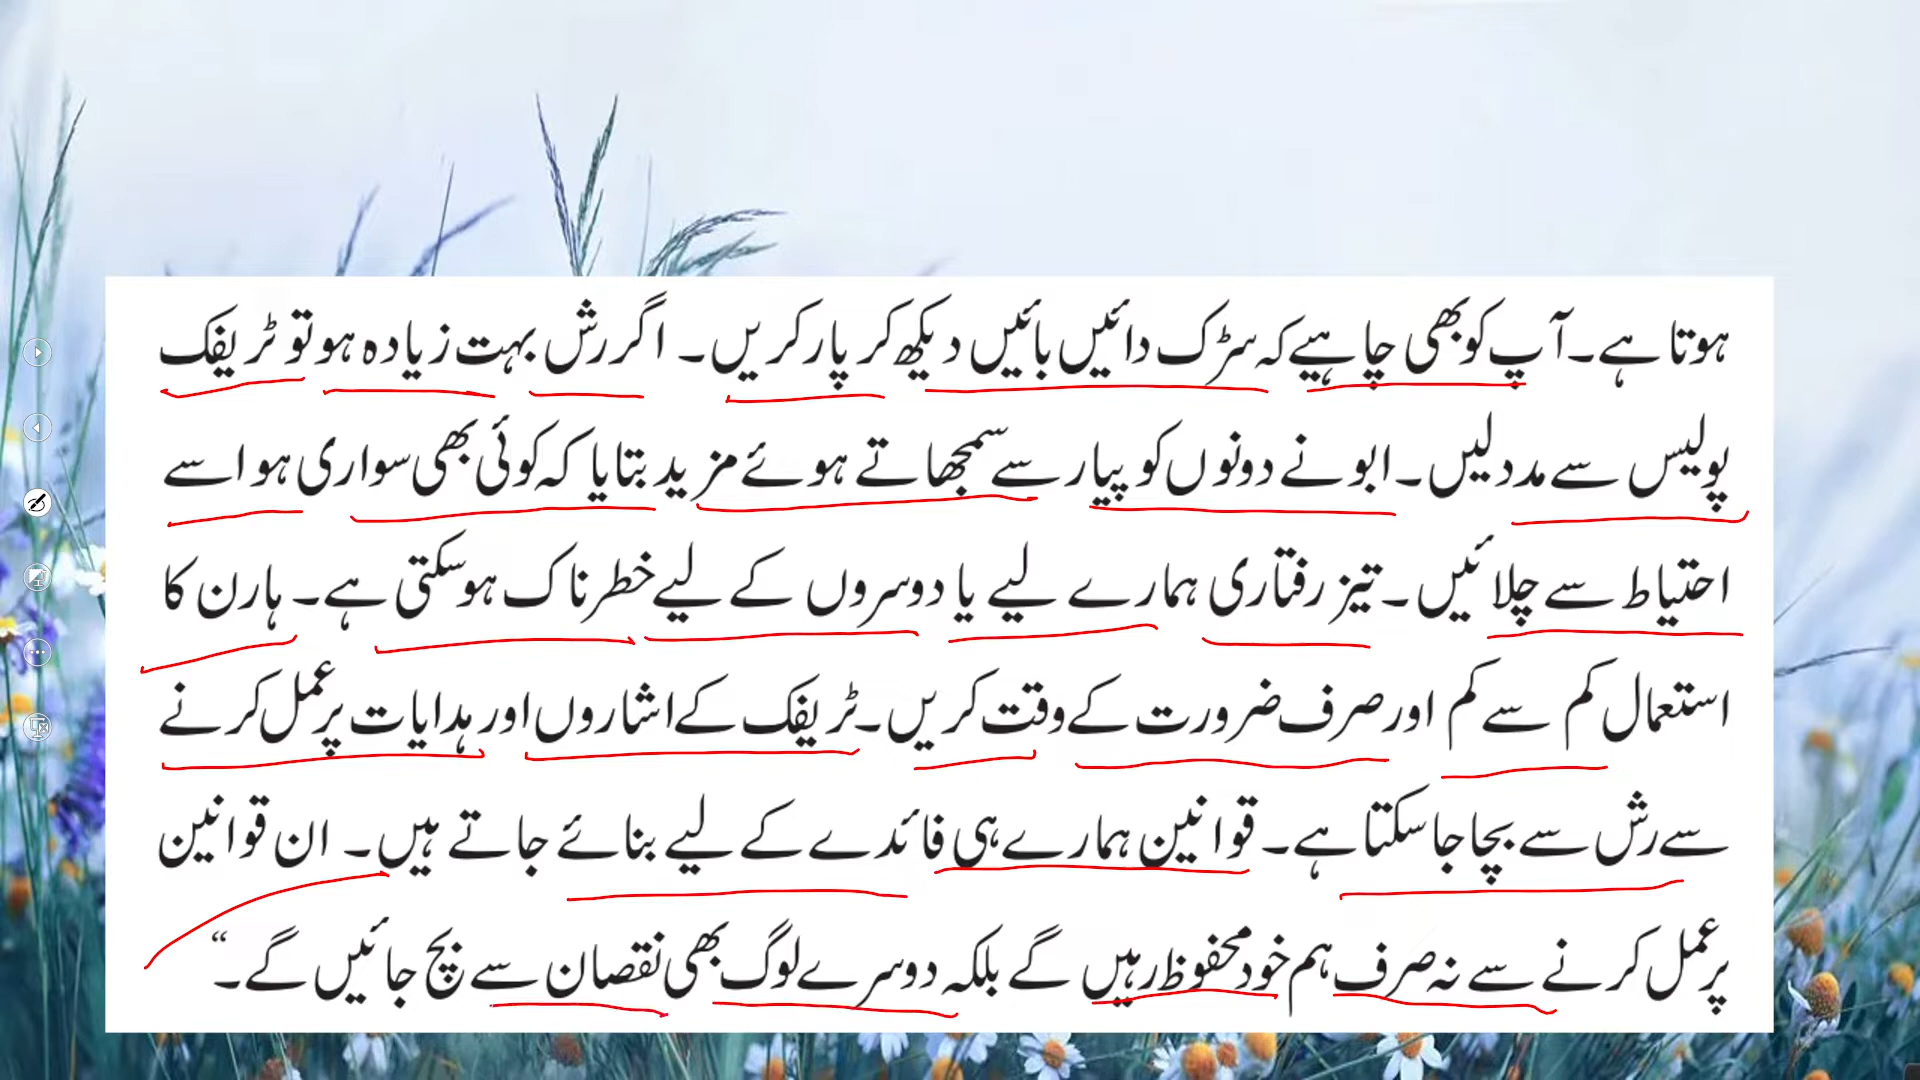 ہوتا ہے۔ آپ کو بھی چاہیے کہ سڑک دائیں بائیں دیکھ کر پار کریں۔ اگر رش بہت زیادہ ہو تو ٹریفک
پولیس سے مدد لیں۔ ابو نے دونوں کو پیار سے سمجھاتے ہوئے مزید بتایا کہ کوئی بھی سواری ہو اسے
احتیاط سے چلائیں۔ تیز رفتاری ہمارے لیے یا دوسروں کے لیے خطرناک ہوسکتی ہے۔ ہارن کا
استعمال کم سے کم اور صرف ضرورت کے وقت کریں۔ ٹریفک کے اشاروں اور ہدایات پر عمل کرنے
سے رش سے بچا جا سکتا ہے۔ قوانین ہمارے ہی فائدے کے لیے بنائے جاتے ہیں۔ ان قوانین
پر عمل کرنے سے نہ صرف ہم خود محفوظ رہیں گے بلکہ دوسرے لوگ بھی نقصان سے بچ جائیں گے۔“